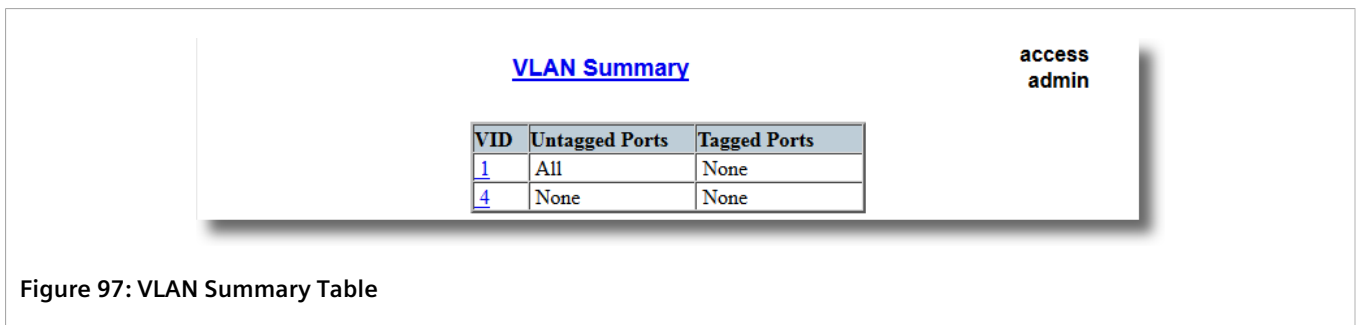 VLAN Summary
access
admin
VID Untagged Ports Tagged Ports
1 All None
4 None None
Figure 97: VLAN Summary Table